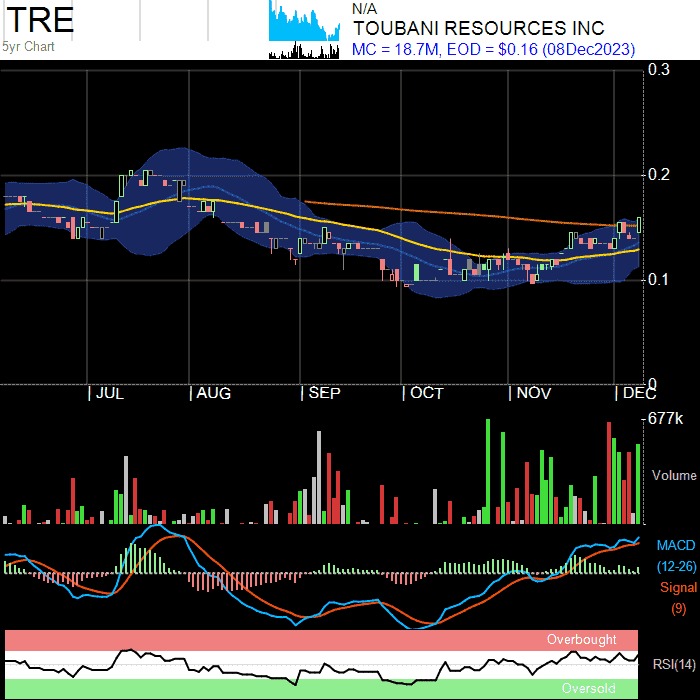 TRE
5yr Chart
N/A
TOUBANI RESOURCES INC
MC = 18.7M, EOD = $0.16 (08Dec2023)
0.3
0.2
0.1
0
JUL AUG SEP OCT NOV DEC
677k
Volume
MACD
(12-26)
Signal
(9)
Overbought
RSI(14)
Oversold